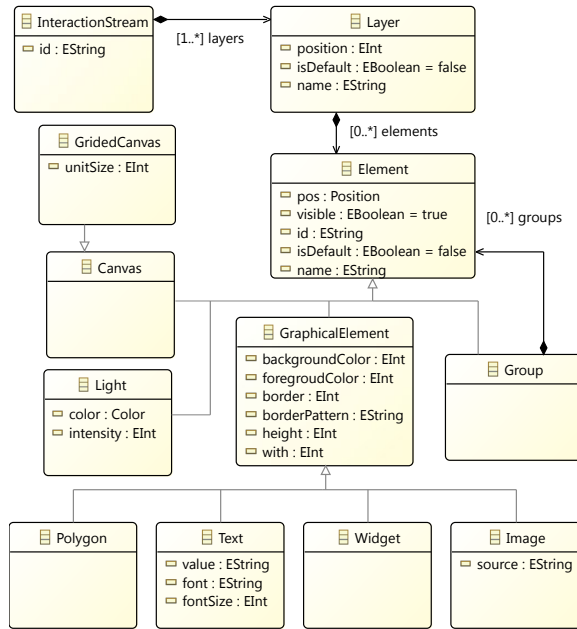 InteractionStream
id : EString
[1..*] layers
Layer
position : EInt
isDefault : EBoolean = false
name : EString
[0..*] elements
GridedCanvas
unitSize : EInt
Element
pos : Position
visible : EBoolean = true
id : EString
isDefault : EBoolean = false
name : EString
[0..*] groups
Canvas
GraphicalElement
backgroundColor : EInt
foregroudColor : EInt
border : EInt
borderPattern : EString
height : EInt
with : EInt
Light
color : Color
intensity : EInt
Group
Polygon
Text
value : EString
font : EString
fontSize : EInt
Widget
Image
source : EString